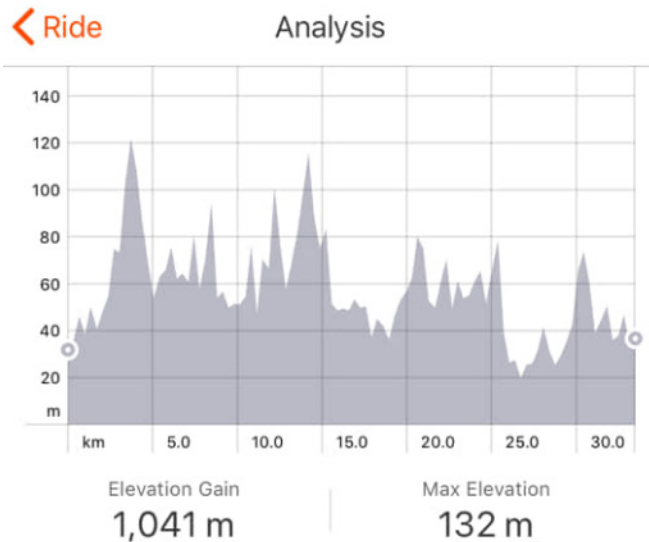 Ride Analysis
140
120
100
80
60
40
20
m
km 5.0 10.0 15.0 20.0 25.0 30.0
Elevation Gain Max Elevation
1,041 m 132 m